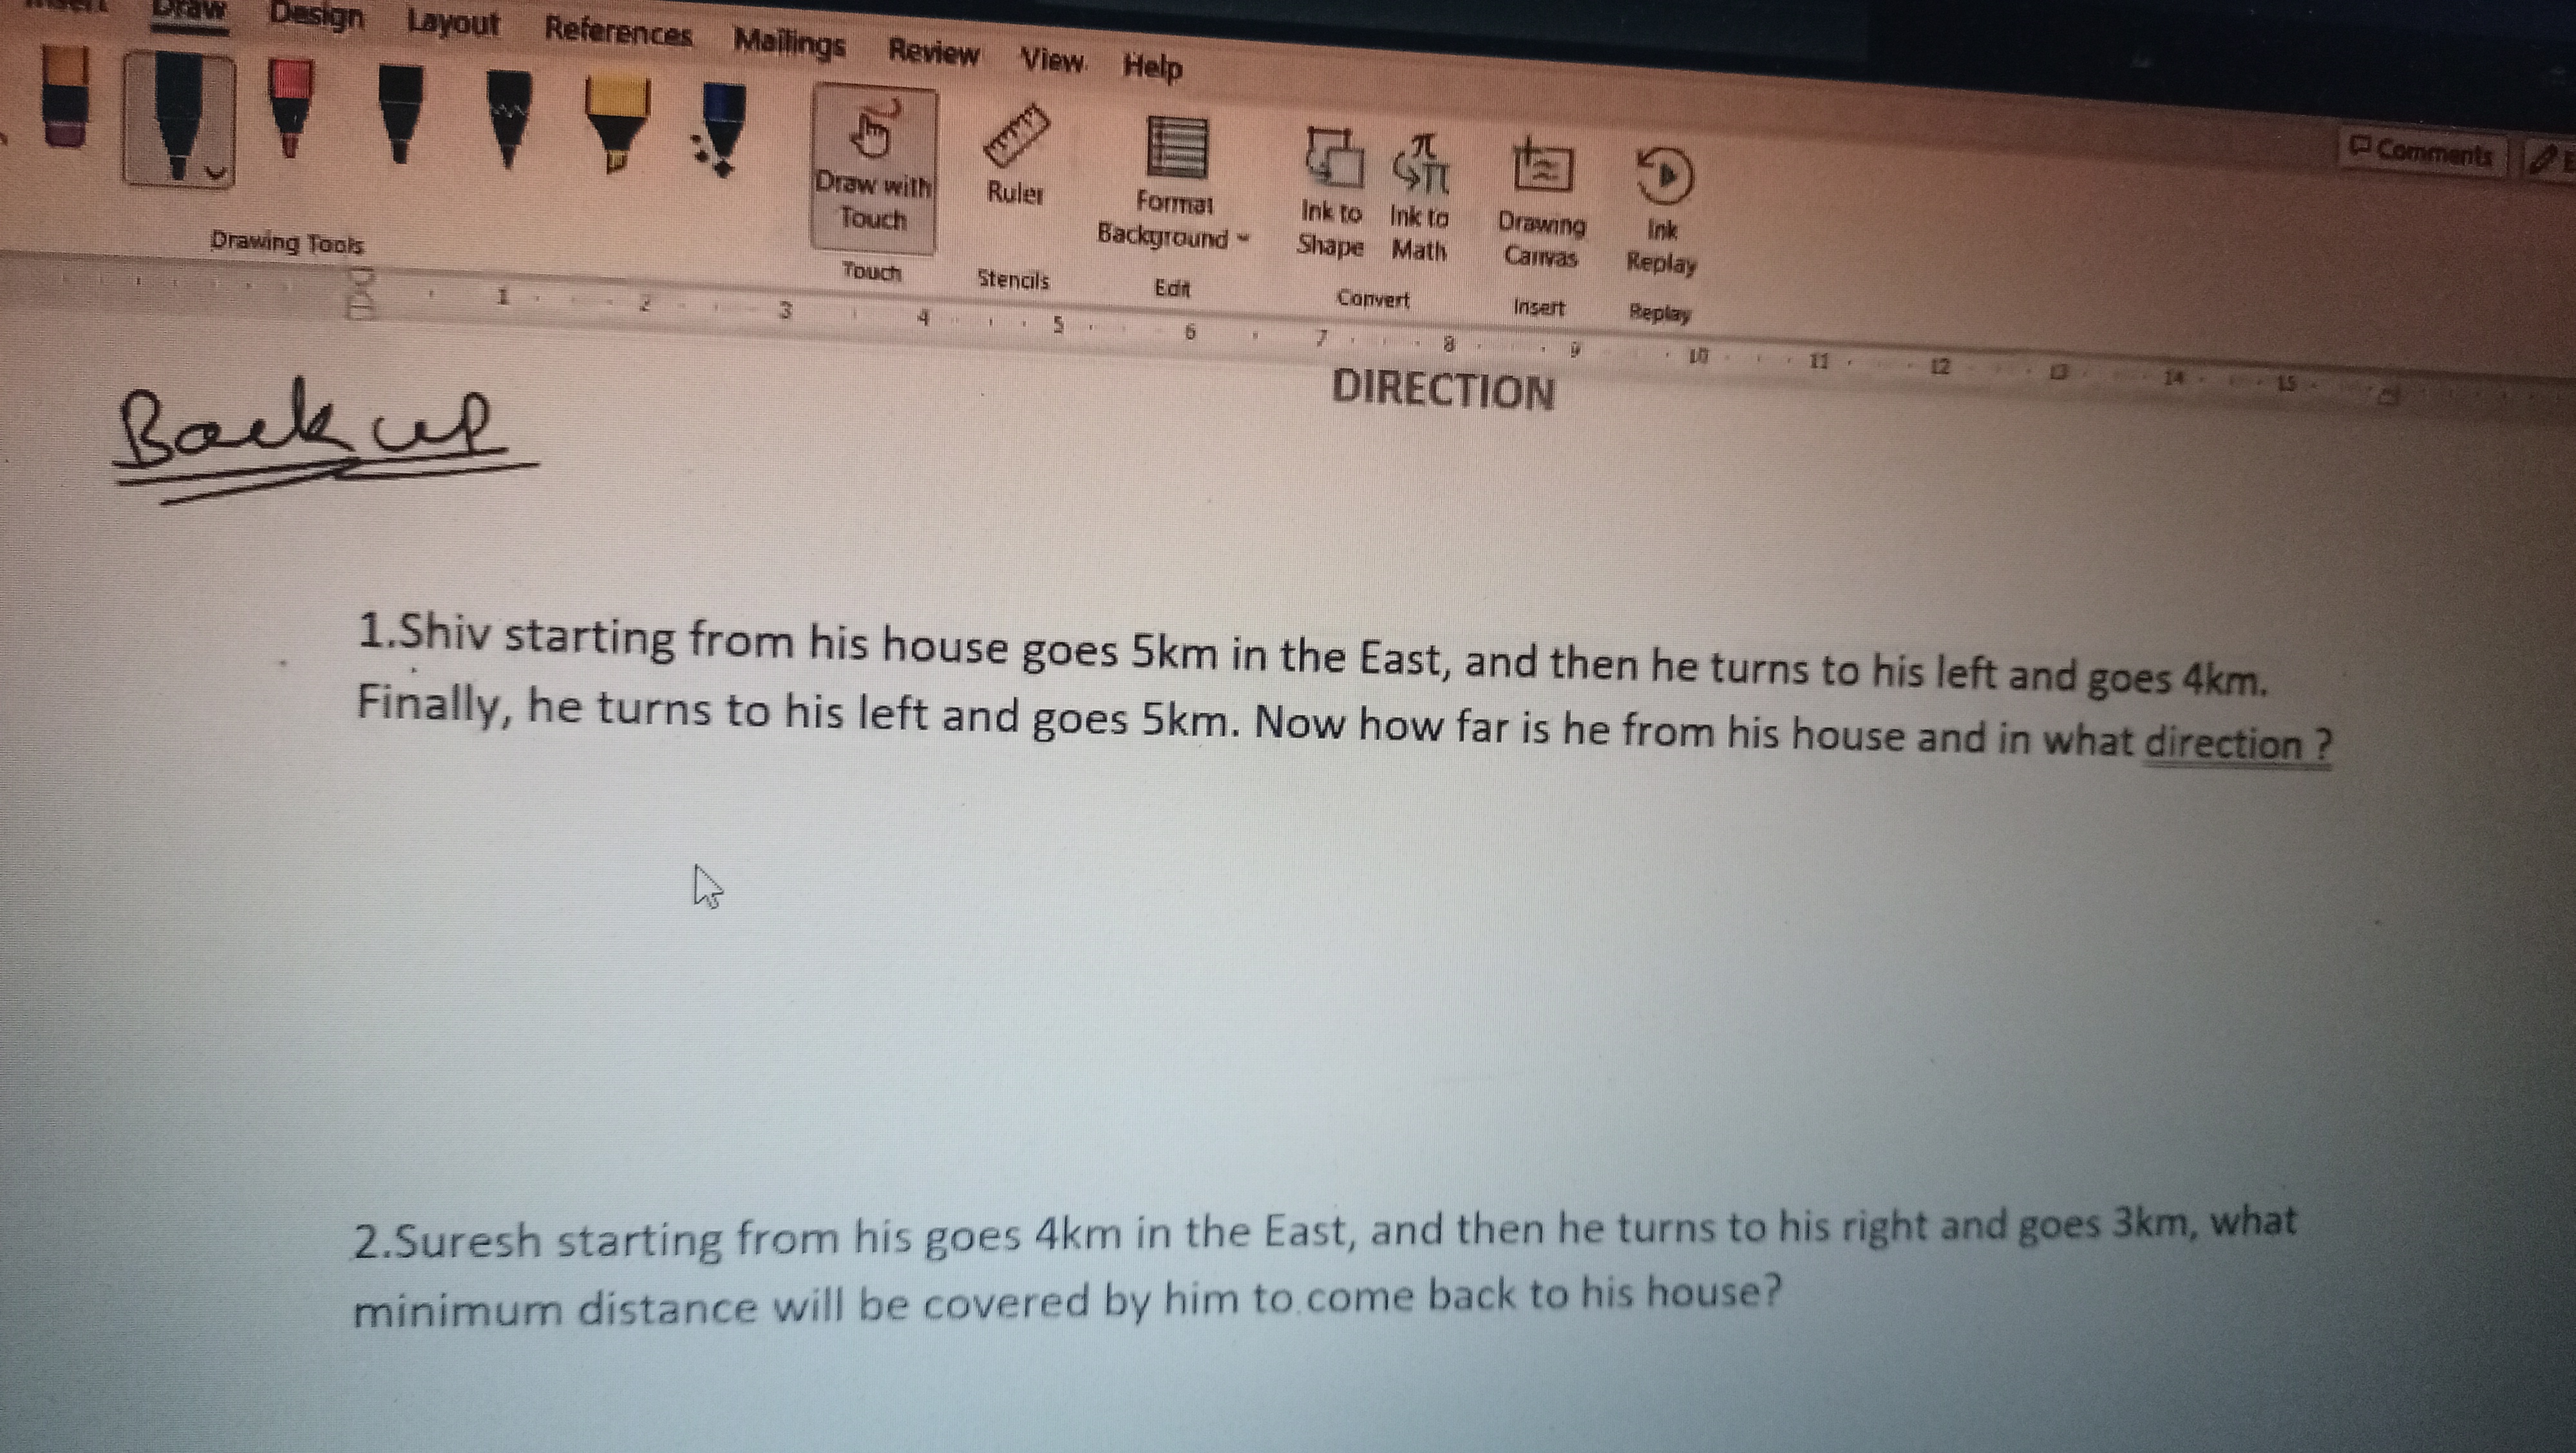 Draw Design Layout References Mailings Review View Help
Comments
Draw with Touch
Ruler
Format Background
Ink to Shape
Ink to Math
Drawing Canvas
Ink Replay
Drawing Tools Touch Stencils Edit Convert Insert Replay
1 2 3 4 5 6 7 8 9 10 11 12 13 14 15
DIRECTION
Back up
1.Shiv starting from his house goes 5km in the East, and then he turns to his left and goes 4km.
Finally, he turns to his left and goes 5km. Now how far is he from his house and in what direction ?
2.Suresh starting from his goes 4km in the East, and then he turns to his right and goes 3km, what
minimum distance will be covered by him to come back to his house?